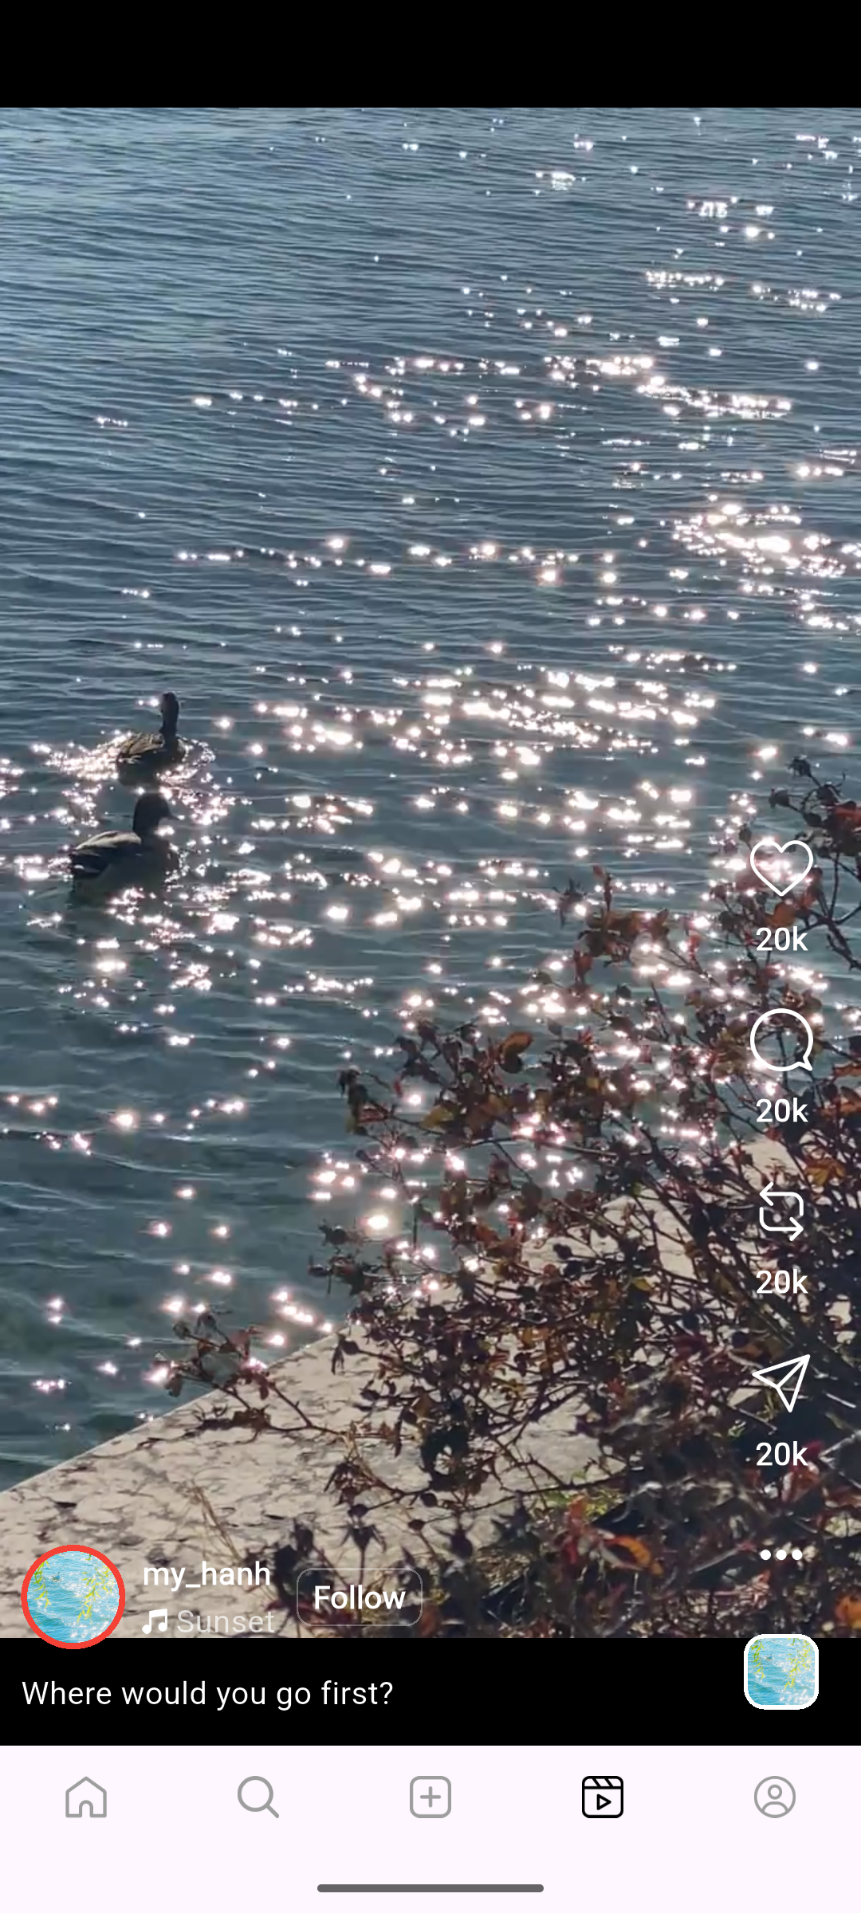 20k
20k
20k
20k
my_hanh
Sunset
Follow
Where would you go first?